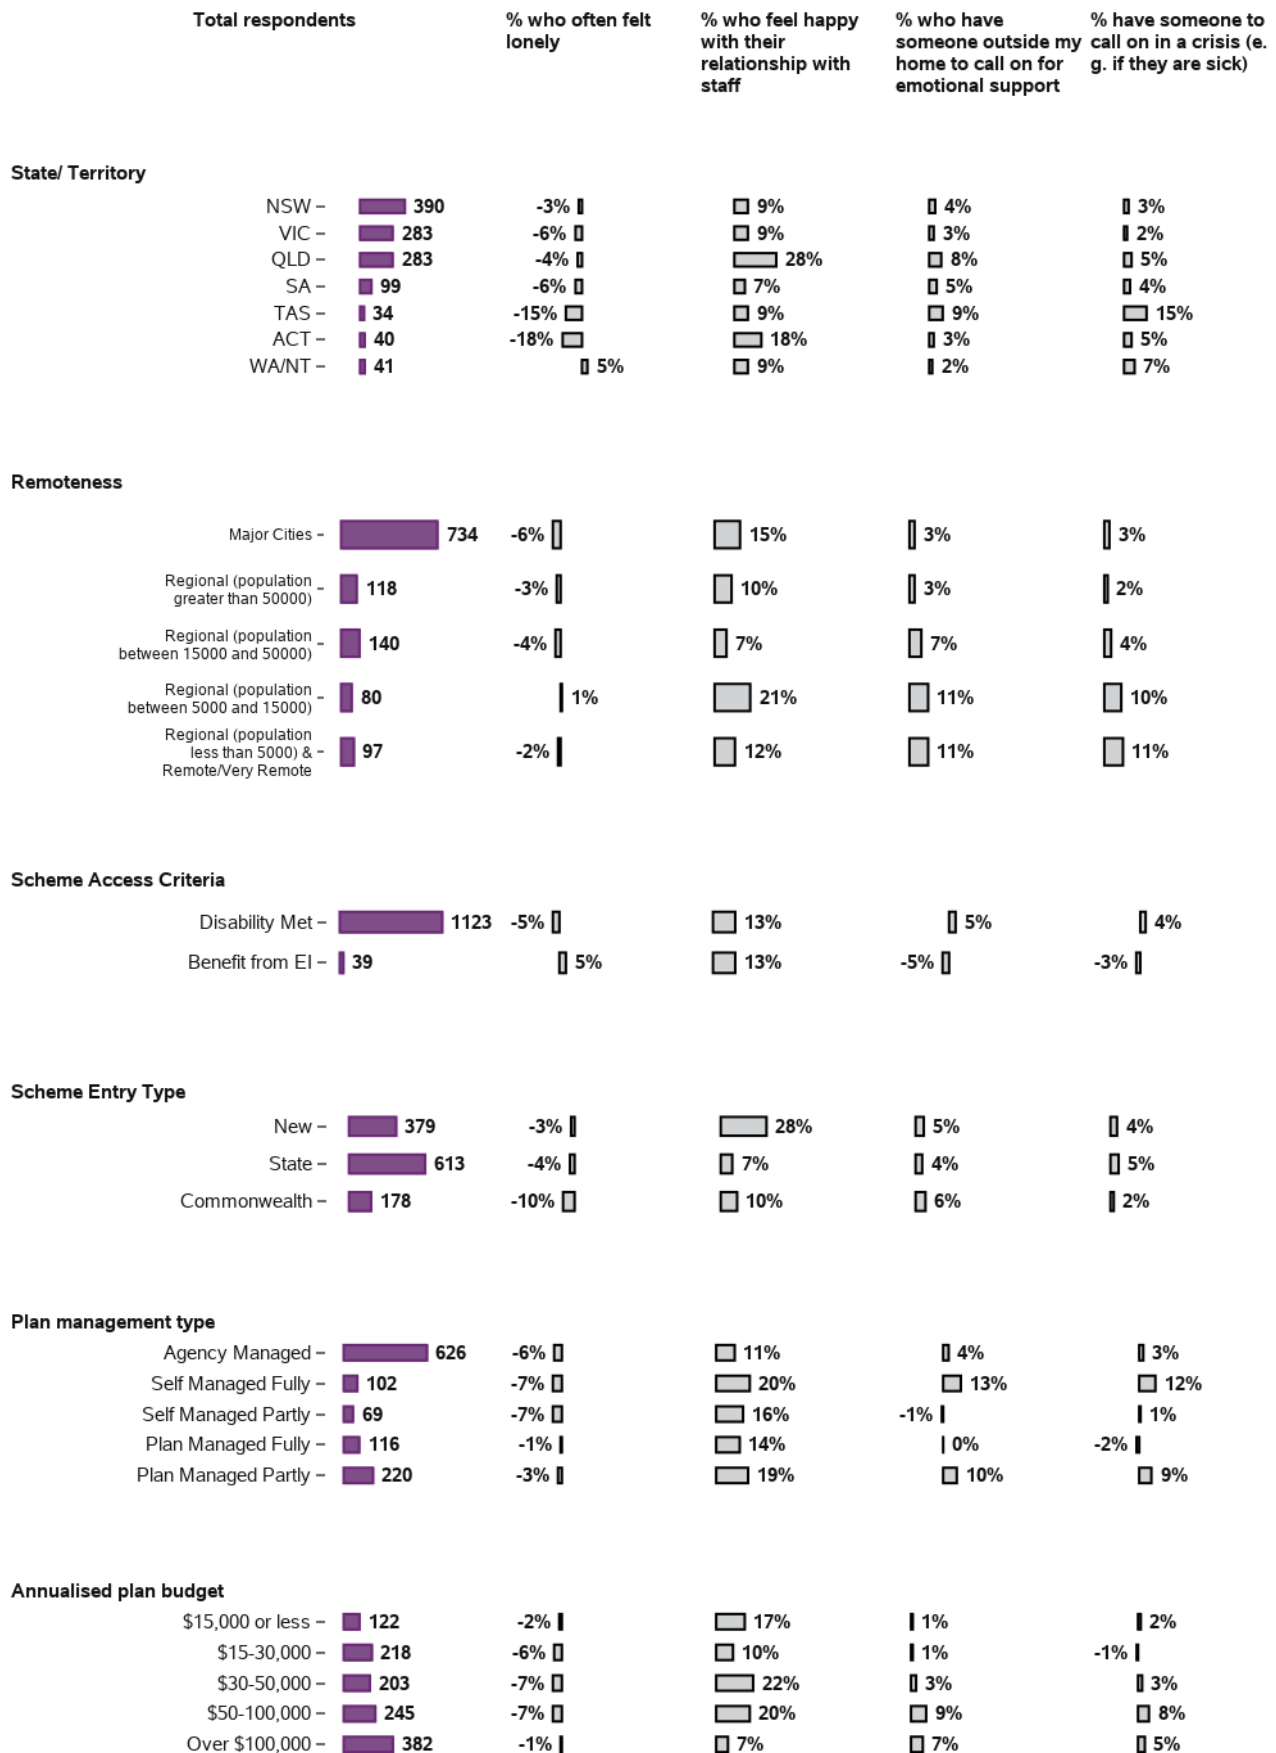 Total respondents
% who often felt
lonely
% who feel happy
with their
relationship with
staff
% who have
someone outside my
home to call on for
emotional support
% have someone to
call on in a crisis (e.
g. if they are sick)
State/ Territory
NSW 390 -3% 9% 4% 3%
VIC 283 -6% 9% 3% 2%
QLD 283 -4% 28% 8% 5%
SA 99 -6% 7% 5% 4%
TAS 34 -15% 9% 9% 15%
ACT 40 -18% 18% 3% 5%
WA/NT 41 5% 9% 2% 7%
Remoteness
Major Cities 734 -6% 15% 3% 3%
Regional (population
greater than 50000) 118 -3% 10% 3% 2%
Regional (population
between 15000 and 50000) 140 -4% 7% 7% 4%
Regional (population
between 5000 and 15000) 80 1% 21% 11% 10%
Regional (population
less than 5000) & 97 -2% 12% 11% 11%
Remote/Very Remote
Scheme Access Criteria
Disability Met 1123 -5% 13% 5% 4%
Benefit from EI 39 5% 13% -5% -3%
Scheme Entry Type
New 379 -3% 28% 5% 4%
State 613 -4% 7% 4% 5%
Commonwealth 178 -10% 10% 6% 2%
Plan management type
Agency Managed 626 -6% 11% 4% 3%
Self Managed Fully 102 -7% 20% 13% 12%
Self Managed Partly 69 -7% 16% -1% 1%
Plan Managed Fully 116 -1% 14% 0% -2%
Plan Managed Partly 220 -3% 19% 10% 9%
Annualised plan budget
$15,000 or less 122 -2% 17% 1% 2%
$15-30,000 218 -6% 10% 1% -1%
$30-50,000 203 -7% 22% 3% 3%
$50-100,000 245 -7% 20% 9% 8%
Over $100,000 382 -1% 7% 7% 5%